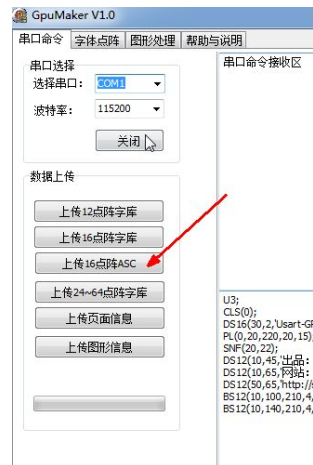 GpuMaker V1.0
串口命令 字体点阵 图形处理 帮助与说明
串口选择
选择串口： COM1
波特率： 115200
关闭
数据上传
上传12点阵字库
上传16点阵字库
上传16点阵ASC
上传24~64点阵字库
上传页面信息
上传图形信息
串口命令接收区
U3;
CLS(0);
DS16(30,2,'Usart-GP
PL(0,20,220,20,15);
SNF(20,22);
DS12(10,45,'出品：
DS12(10,65,'网站：
DS12(50,65,'http://s
BS12(10,100,210,4,
BS12(10,140,210,4,